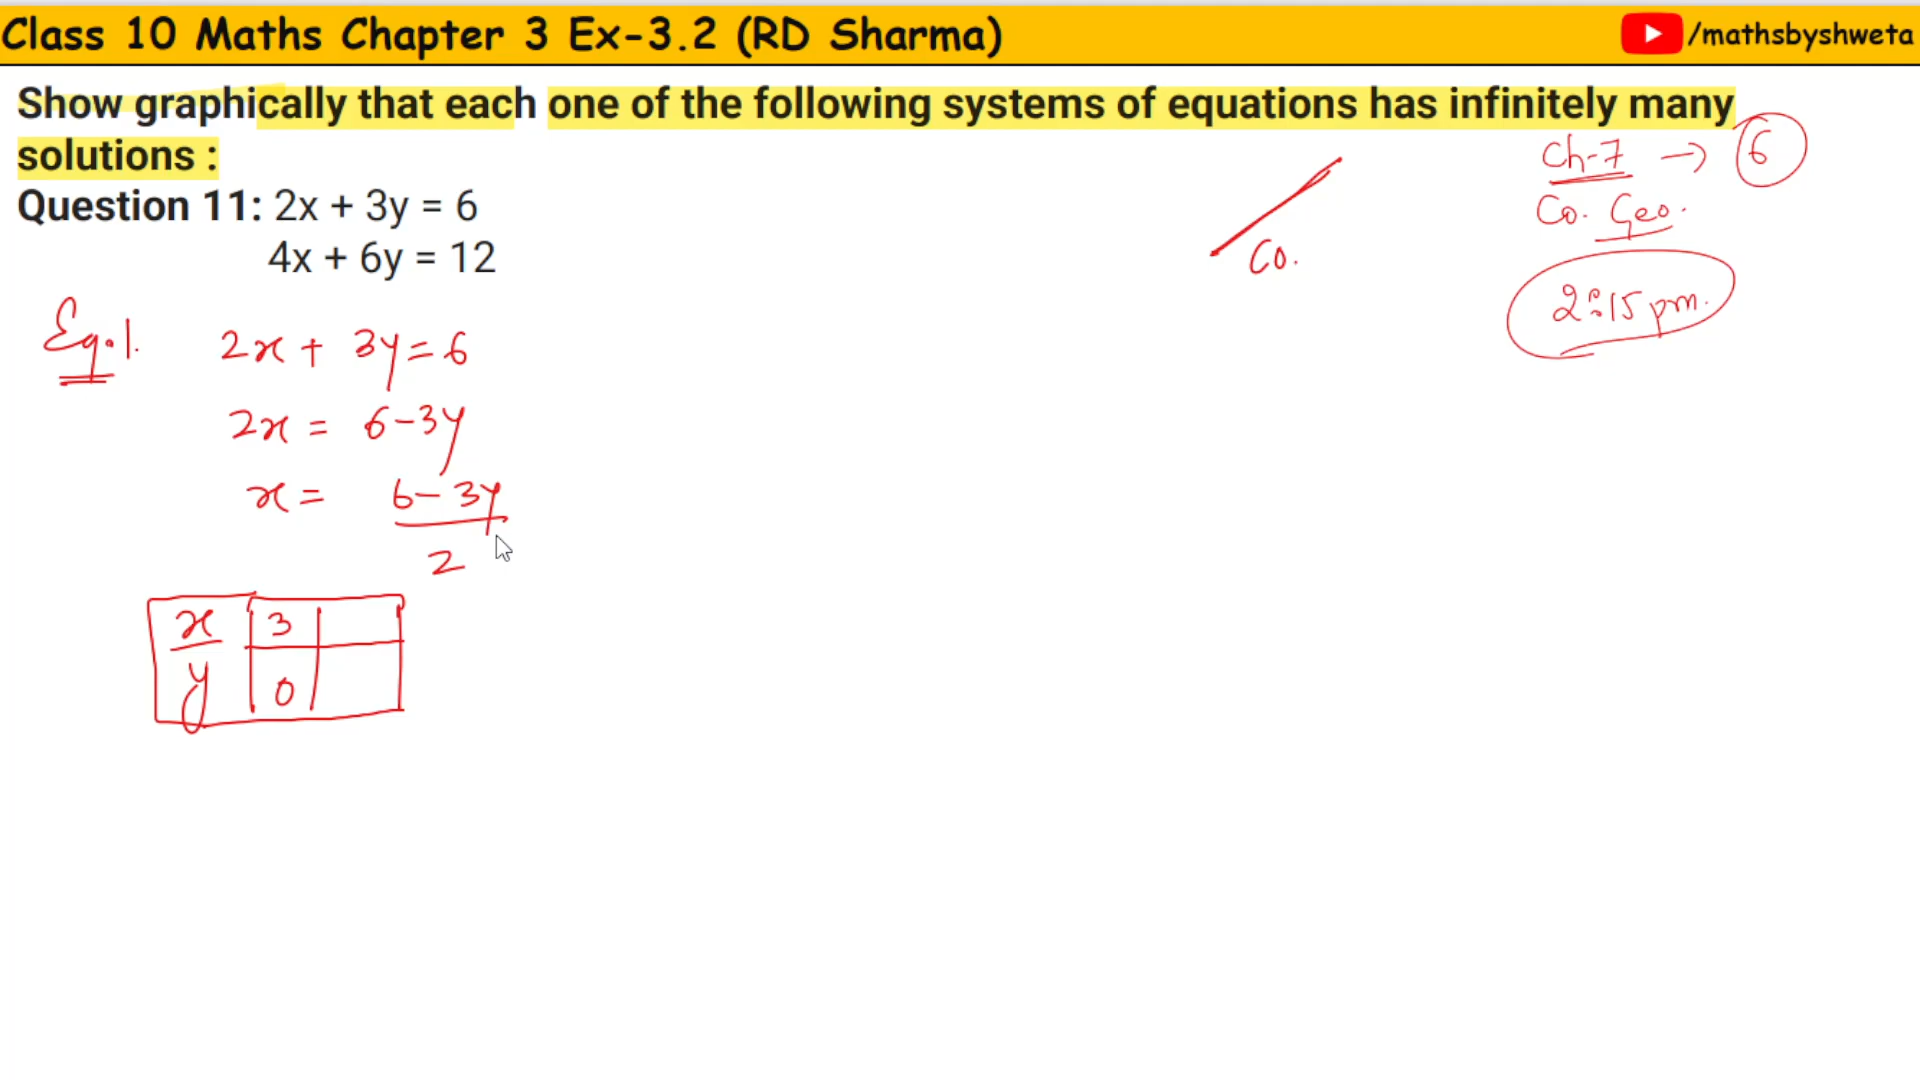 Class 10 Maths Chapter 3 Ex-3.2 (RD Sharma)
/mathsbyshweta
Show graphically that each one of the following systems of equations has infinitely many
solutions :
Question 11: 2x + 3y = 6
4x + 6y = 12
Ch-7 → 6
Co. Geo.
2:15 pm.
Co.
Eq.1. 2x + 3y = 6
2x = 6-3y
x = 6-3y
2
x 3
y 0